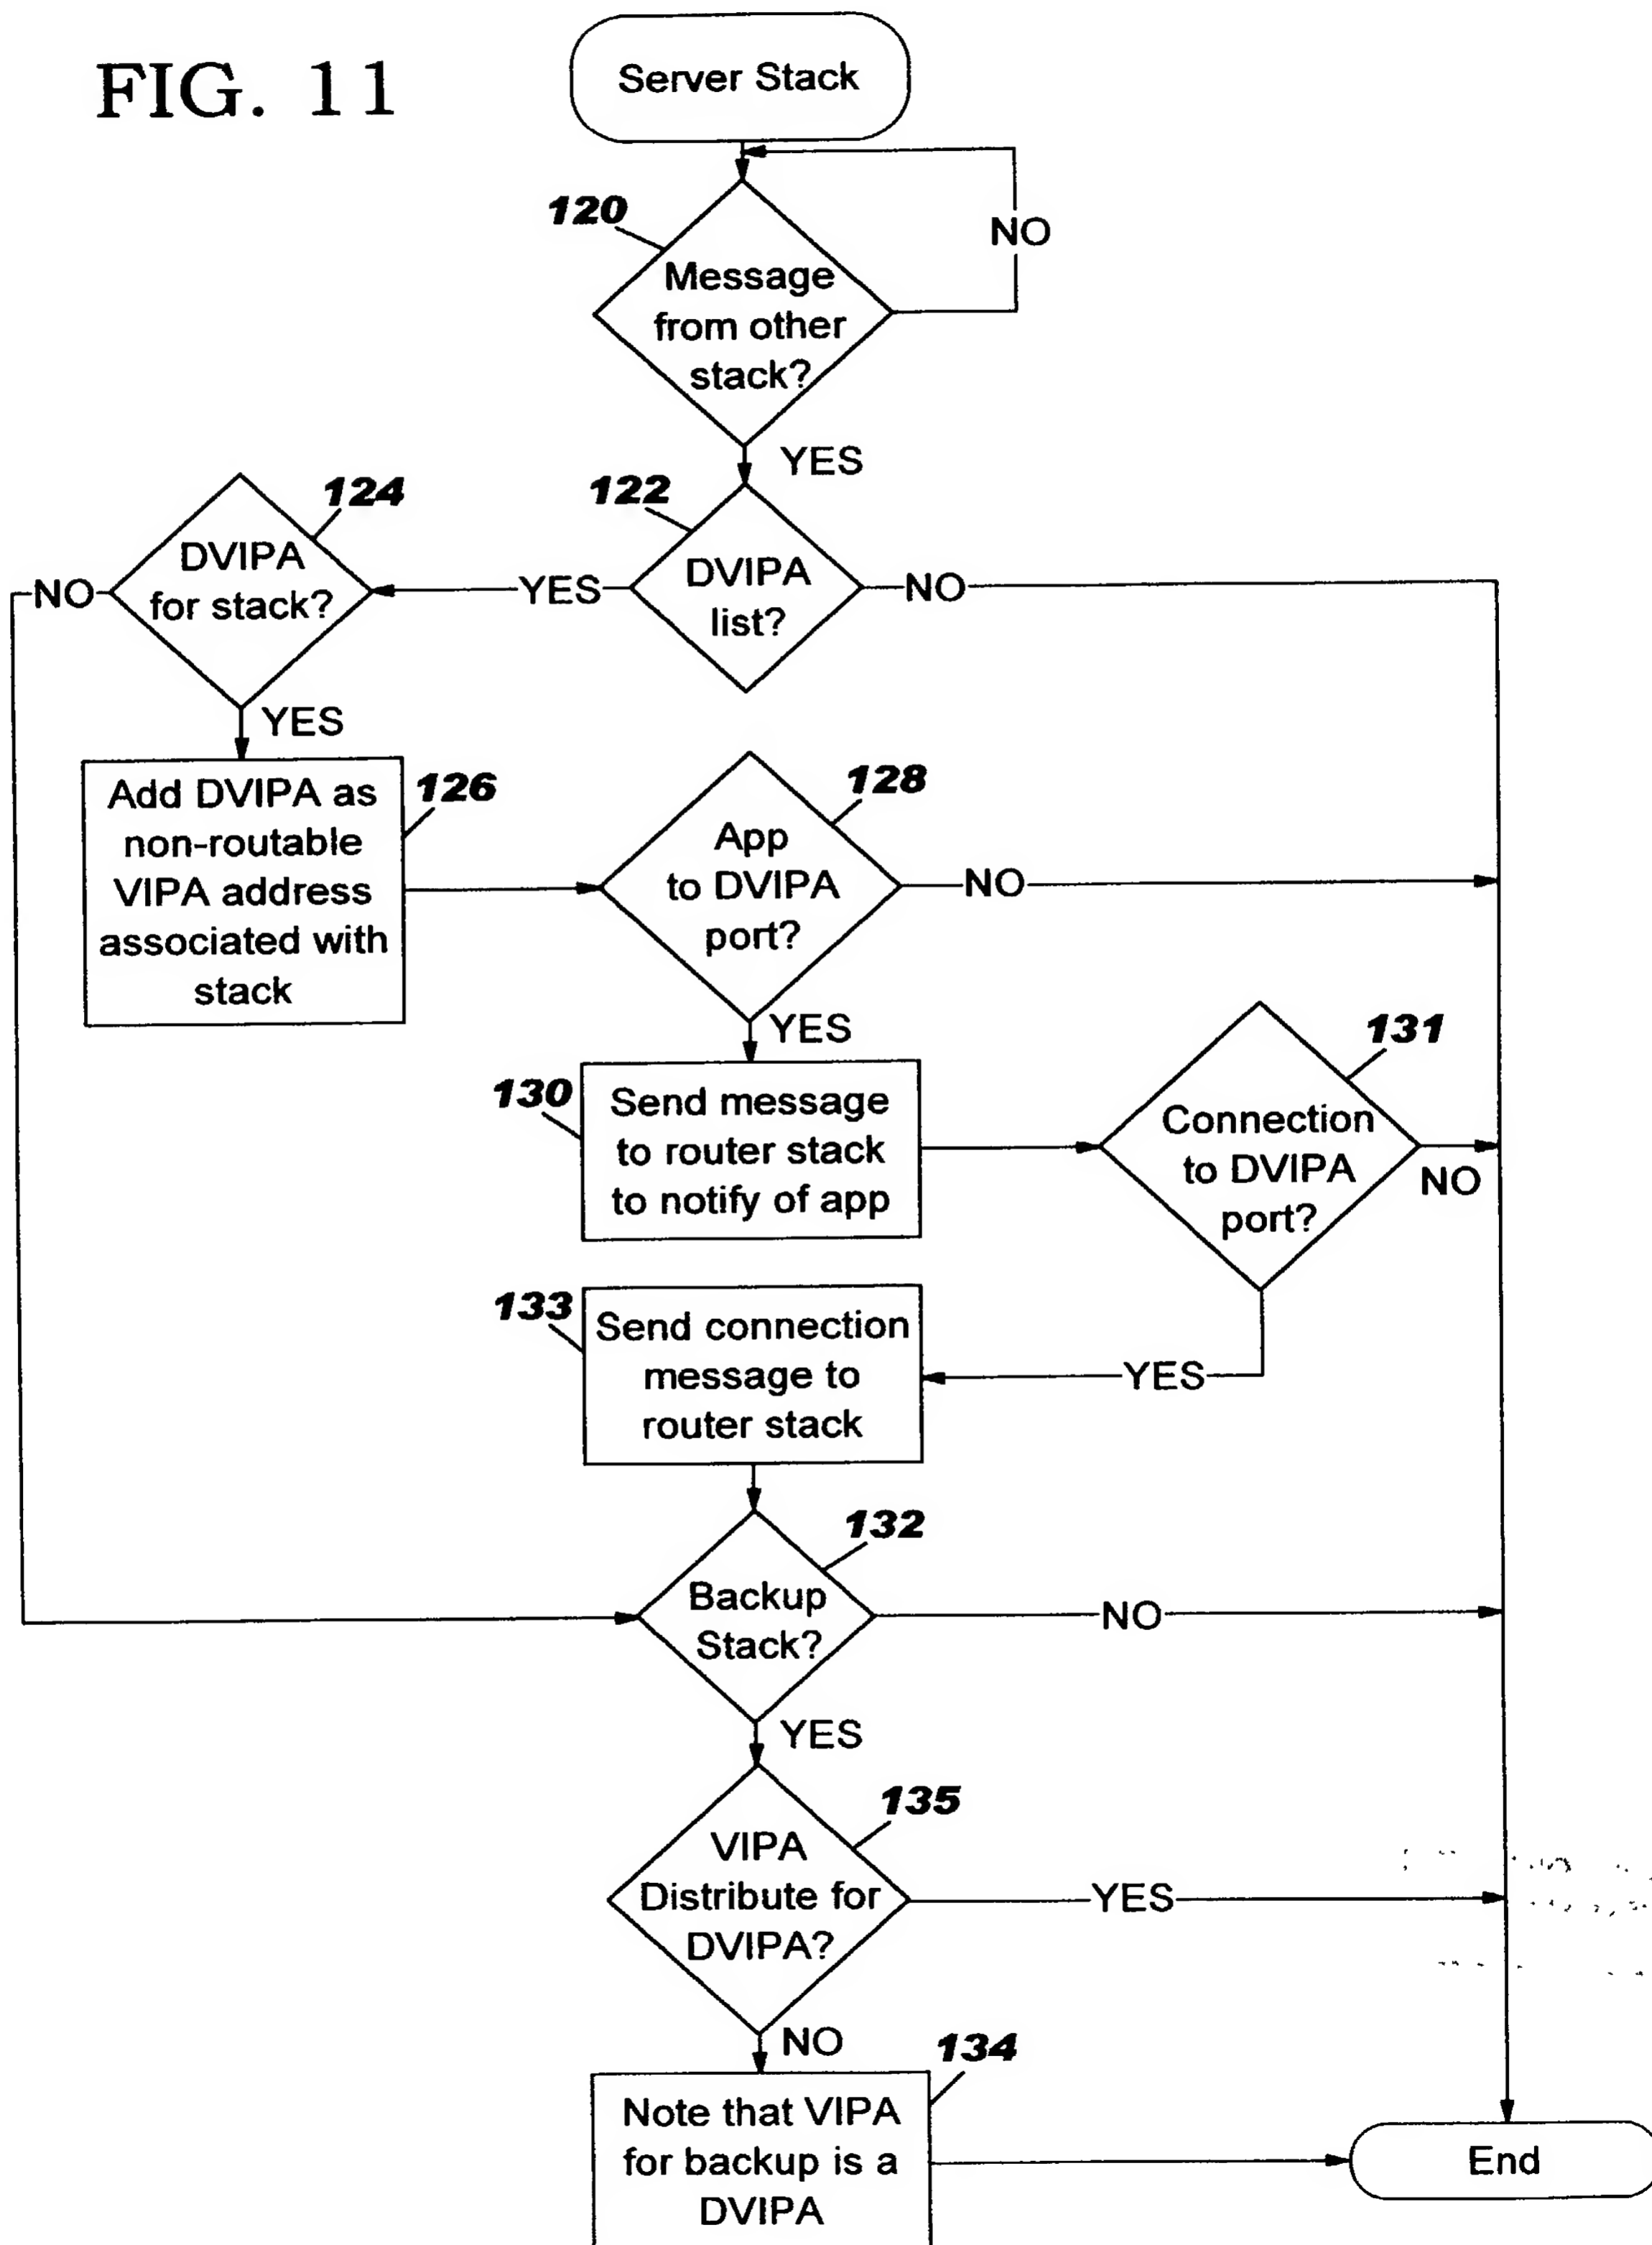 FIG. 11
Server Stack
120
Message
from other
stack?
NO
YES
122
DVIPA
list?
NO
YES
124
DVIPA
for stack?
NO
YES
126
Add DVIPA as
non-routable
VIPA address
associated with
stack
128
App
to DVIPA
port?
NO
YES
130
Send message
to router stack
to notify of app
131
Connection
to DVIPA
port?
NO
YES
133
Send connection
message to
router stack
132
Backup
Stack?
NO
YES
135
VIPA
Distribute for
DVIPA?
YES
NO
134
Note that VIPA
for backup is a
DVIPA
End